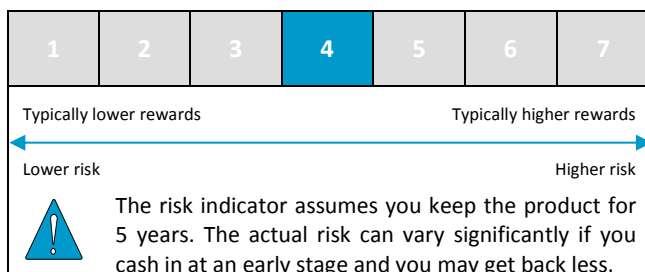 1 2 3 4 5 6 7
Typically lower rewards Typically higher rewards
Lower risk Higher risk
The risk indicator assumes you keep the product for
5 years. The actual risk can vary significantly if you
cash in at an early stage and you may get back less.